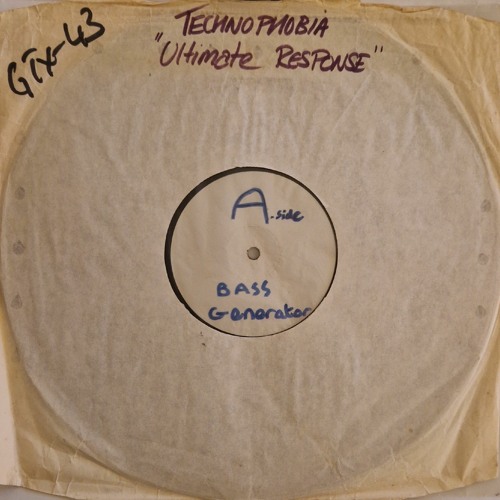 GTX-43
TECHNOPHOBIA
"Ultimate RESPONSE"
A-side
BASS
Generator